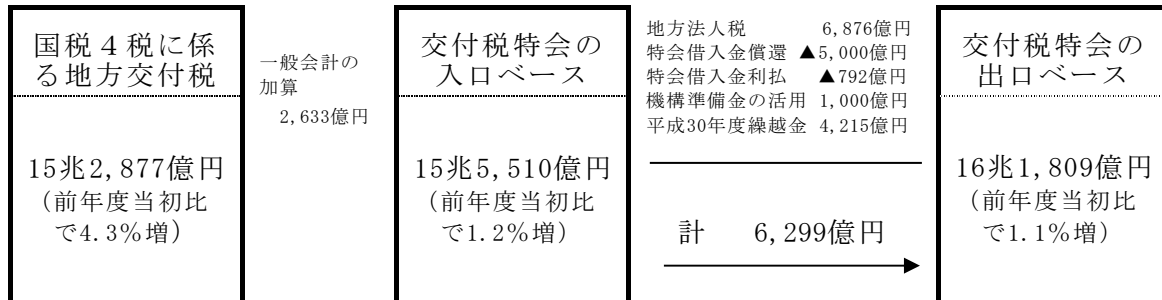 国税４税に係
る地方交付税
15兆2,877億円
(前年度当初比
で4.3%増)
一般会計の
加算
2,633億円
交付税特会の
入口ベース
15兆5,510億円
(前年度当初比
で1.2%増)
地方法人税 6,876億円
特会借入金償還 ▲5,000億円
特会借入金利払 ▲792億円
機構準備金の活用 1,000億円
平成30年度繰越金 4,215億円
計 6,299億円
交付税特会の
出口ベース
16兆1,809億円
(前年度当初比
で1.1%増)